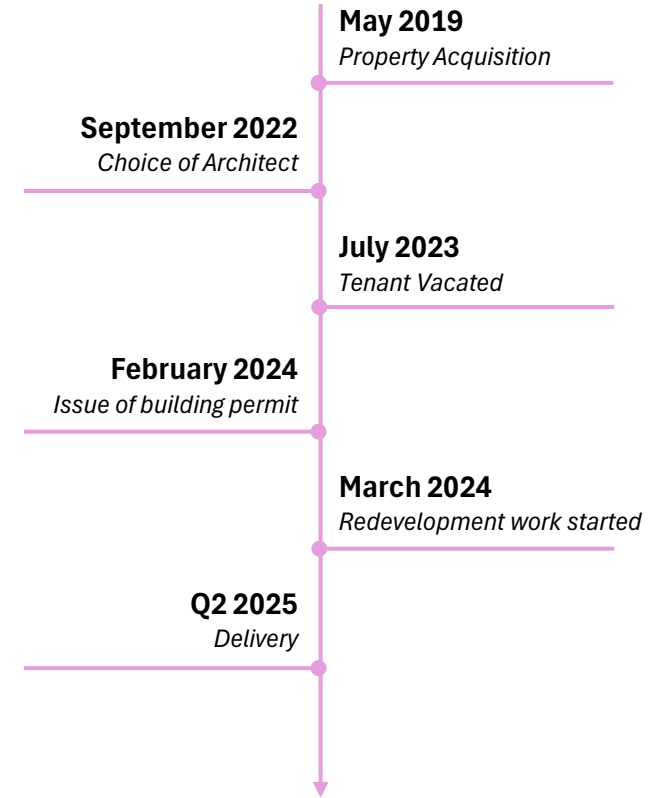 May 2019
Property Acquisition
September 2022
Choice of Architect
July 2023
Tenant Vacated
February 2024
Issue of building permit
March 2024
Redevelopment work started
Q2 2025
Delivery